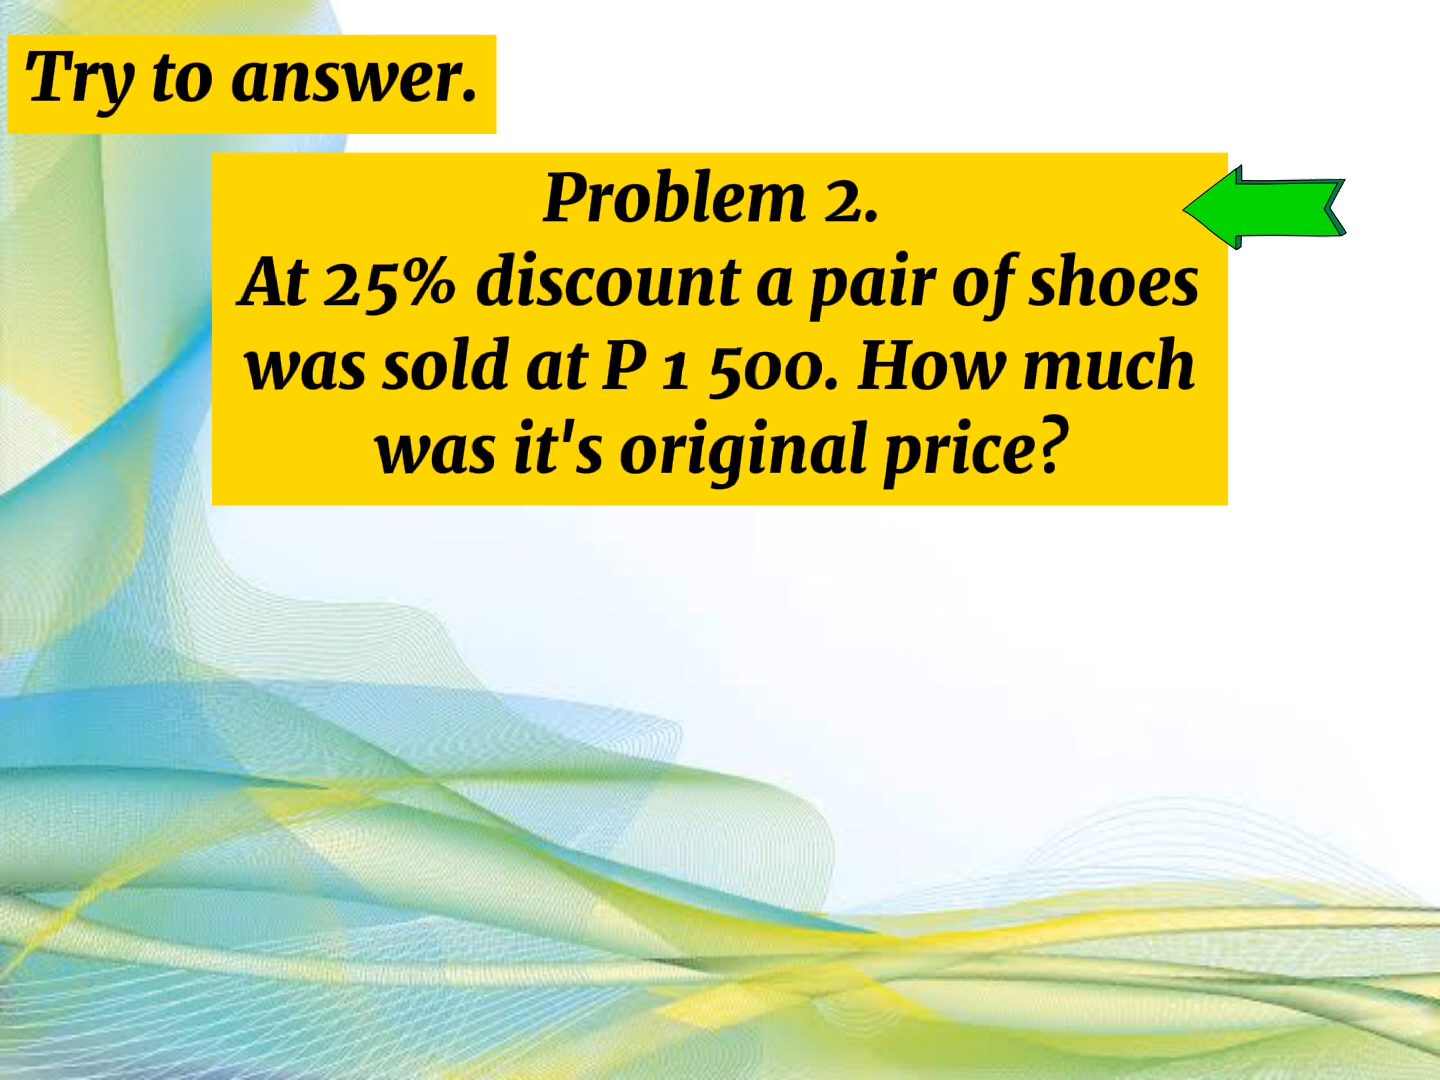 Try to answer.
Problem 2.
At 25% discount a pair of shoes
was sold at P 1 500. How much
was it's original price?